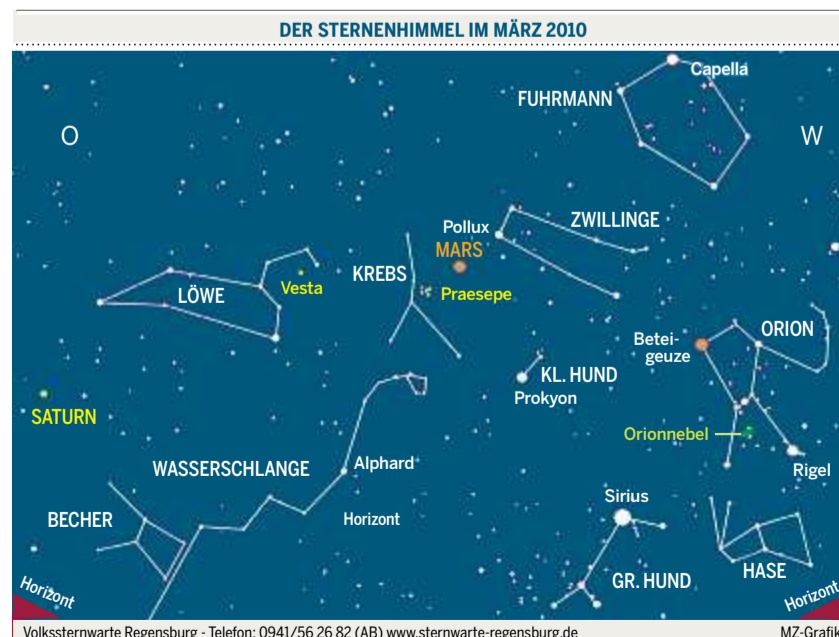 DER STERNENHIMMEL IM MÄRZ 2010
Capella
FUHRMANN
O
W
ZWILLINGE
Pollux
MARS
KREBS
Vesta
LÖWE
Praesepe
ORION
Betei-
geuze
KL. HUND
Prokyon
SATURN
Orionnebel
Alphard
WASSERSCHLANGE
Rigel
Sirius
BECHER
Horizont
HASE
GR. HUND
Horizont
Horizont
Volkssternwarte Regensburg - Telefon: 0941/56 26 82 (AB) www.sternwarte-regensburg.de
MZ-Grafik